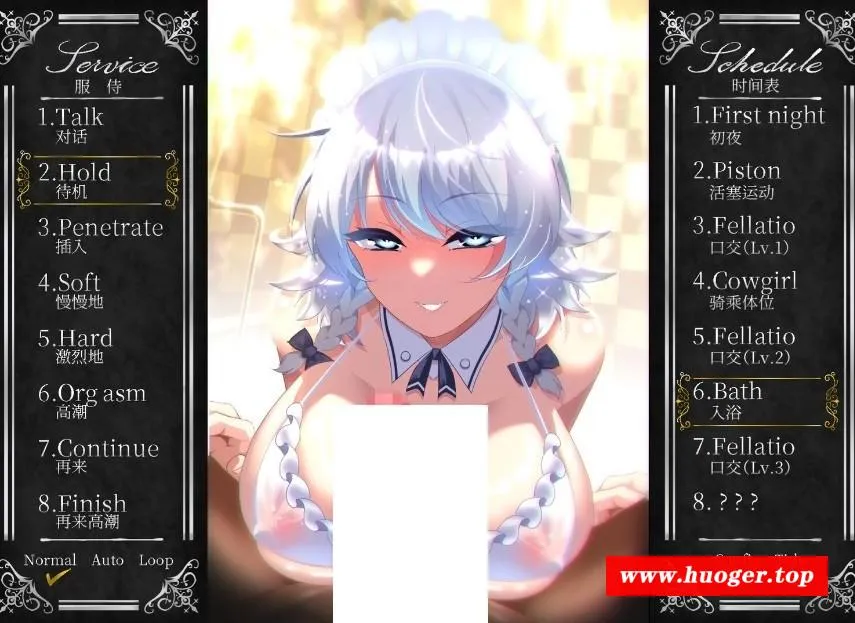 Service
服 侍
1.Talk
对话
2.Hold
待机
3.Penetrate
插入
4.Soft
慢慢地
5.Hard
激烈地
6.Org asm
高潮
7.Continue
再来
8.Finish
再来高潮
Normal Auto Loop
Schedule
时间表
1.First night
初夜
2.Piston
活塞运动
3.Fellatio
口交(Lv.1)
4.Cowgirl
骑乘体位
5.Fellatio
口交(Lv.2)
6.Bath
入浴
7.Fellatio
口交(Lv.3)
8.???
www.huoger.top